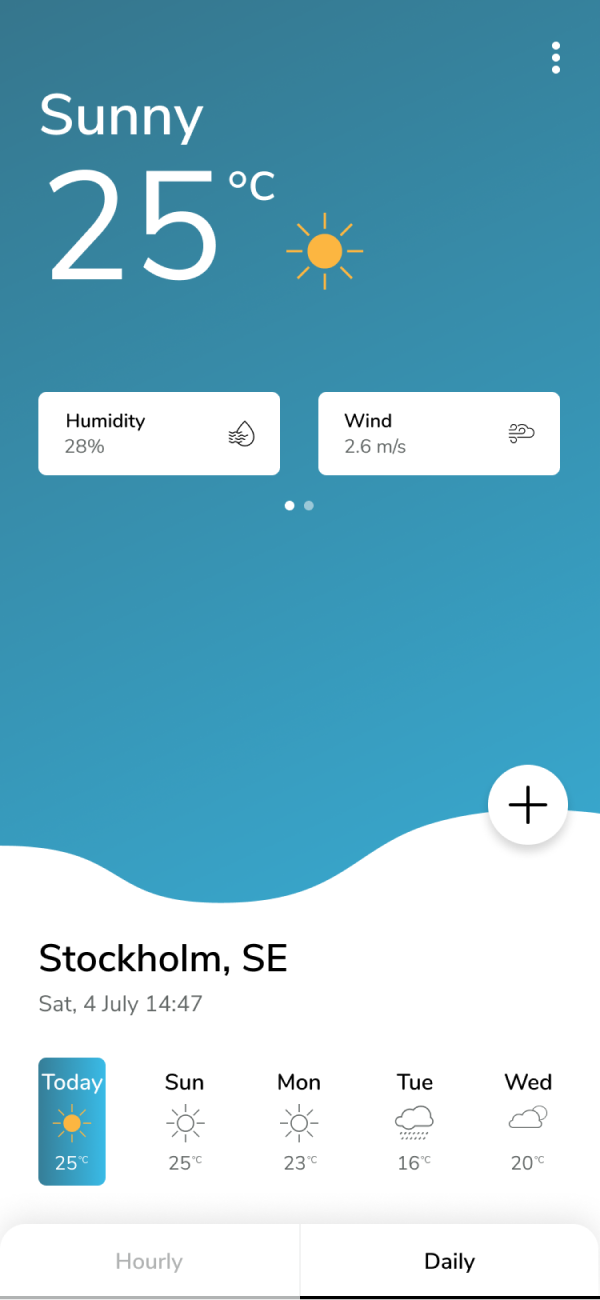 Sunny
25 °C
Humidity
28%
Wind
2.6 m/s
Stockholm, SE
Sat, 4 July 14:47
Today
25°C
Sun
25°C
Mon
23°C
Tue
16°C
Wed
20°C
Hourly
Daily